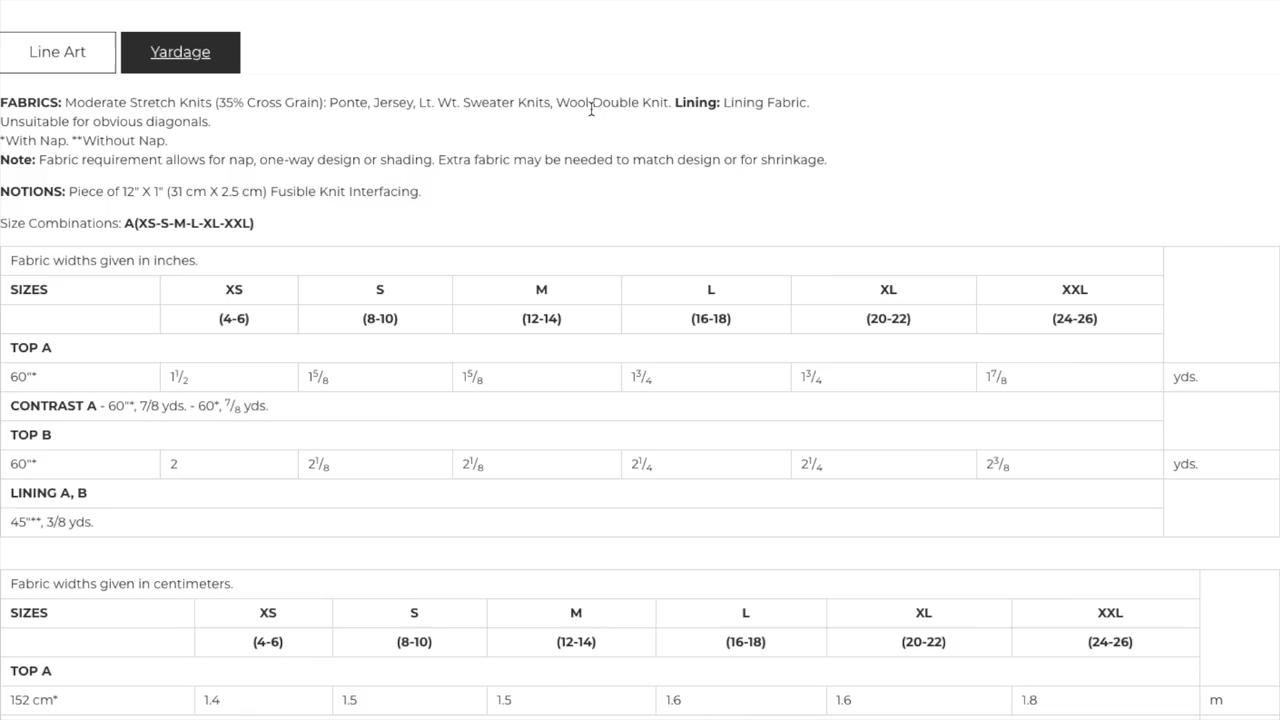 Line Art
Yardage
FABRICS: Moderate Stretch Knits (35% Cross Grain): Ponte, Jersey, Lt. Wt. Sweater Knits, Wool Double Knit. Lining: Lining Fabric.
Unsuitable for obvious diagonals.
*With Nap. **Without Nap.
Note: Fabric requirement allows for nap, one-way design or shading. Extra fabric may be needed to match design or for shrinkage.
NOTIONS: Piece of 12" X 1" (31 cm X 2.5 cm) Fusible Knit Interfacing.
Size Combinations: A(XS-S-M-L-XL-XXL)
Fabric widths given in inches.
SIZES XS S M L XL XXL
(4-6) (8-10) (12-14) (16-18) (20-22) (24-26)
TOP A
60"* 1 1/2 1 5/8 1 5/8 1 3/4 1 3/4 1 7/8 yds.
CONTRAST A - 60"*, 7/8 yds. - 60*, 7/8 yds.
TOP B
60"* 2 2 1/8 2 1/8 2 1/4 2 1/4 2 3/8 yds.
LINING A, B
45"**, 3/8 yds.
Fabric widths given in centimeters.
SIZES XS S M L XL XXL
(4-6) (8-10) (12-14) (16-18) (20-22) (24-26)
TOP A
152 cm* 1.4 1.5 1.5 1.6 1.6 1.8 m